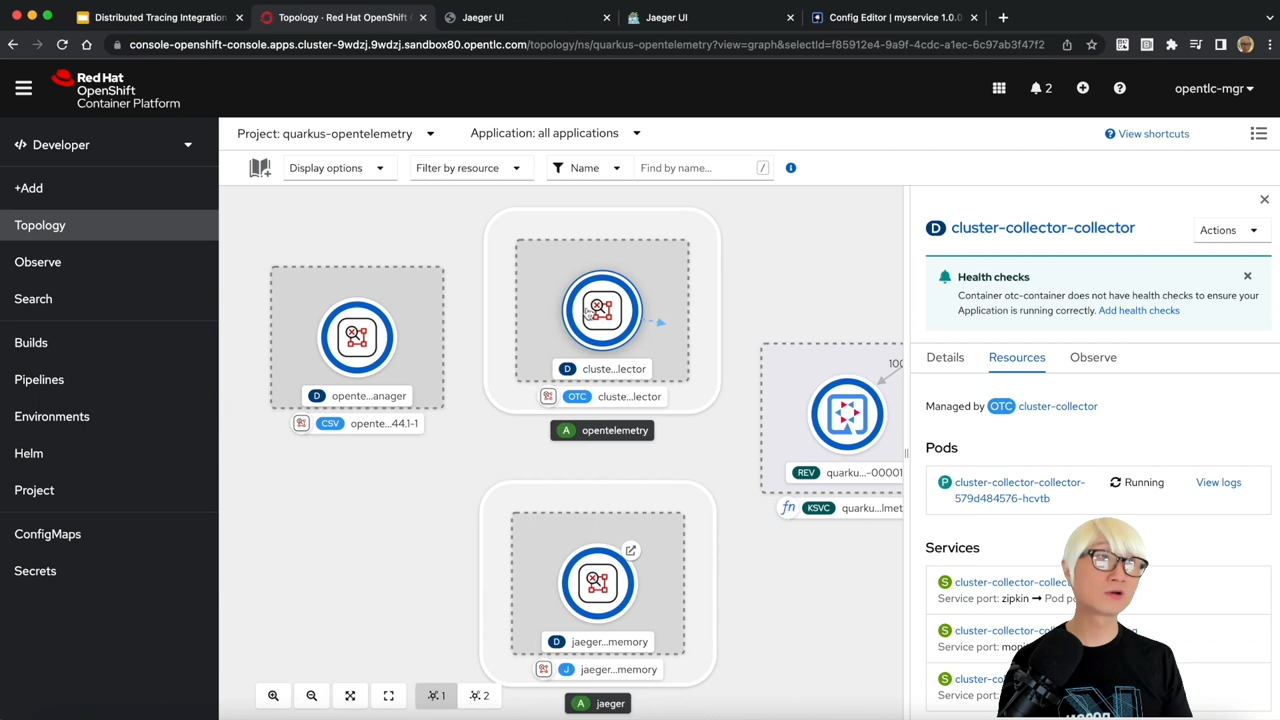 Distributed Tracing Integration
Topology · Red Hat OpenShift
Jaeger UI
Jaeger UI
Config Editor | myservice 1.0.0
console-openshift-console.apps.cluster-9wdzj.9wdzj.sandbox80.opentlc.com/topology/ns/quarkus-opentelemetry?view=graph&selectId=f85912e4-9a9f-4cdc-a1ec-6c97ab3f47f2
Red Hat
OpenShift
Container Platform
2
opentlc-mgr
Developer
+Add
Topology
Observe
Search
Builds
Pipelines
Environments
Helm
Project
ConfigMaps
Secrets
Project: quarkus-opentelemetry
Application: all applications
View shortcuts
Display options
Filter by resource
Name
Find by name...
/
D opente...anager
CSV opente...44.1-1
D cluste...lector
OTC cluste...lector
A opentelemetry
100
REV quarku...-00001
KSVC quarku...lmet
D jaeger...memory
J jaeger...memory
A jaeger
1
2
D cluster-collector-collector
Actions
Health checks
Container otc-container does not have health checks to ensure your
Application is running correctly. Add health checks
Details
Resources
Observe
Managed by OTC cluster-collector
Pods
P cluster-collector-collector-
579d484576-hcvtb
Running
View logs
Services
S cluster-collector-collect
Service port: zipkin → Pod po
S cluster-collector-co
Service port: moni
S cluster-co
Service port: